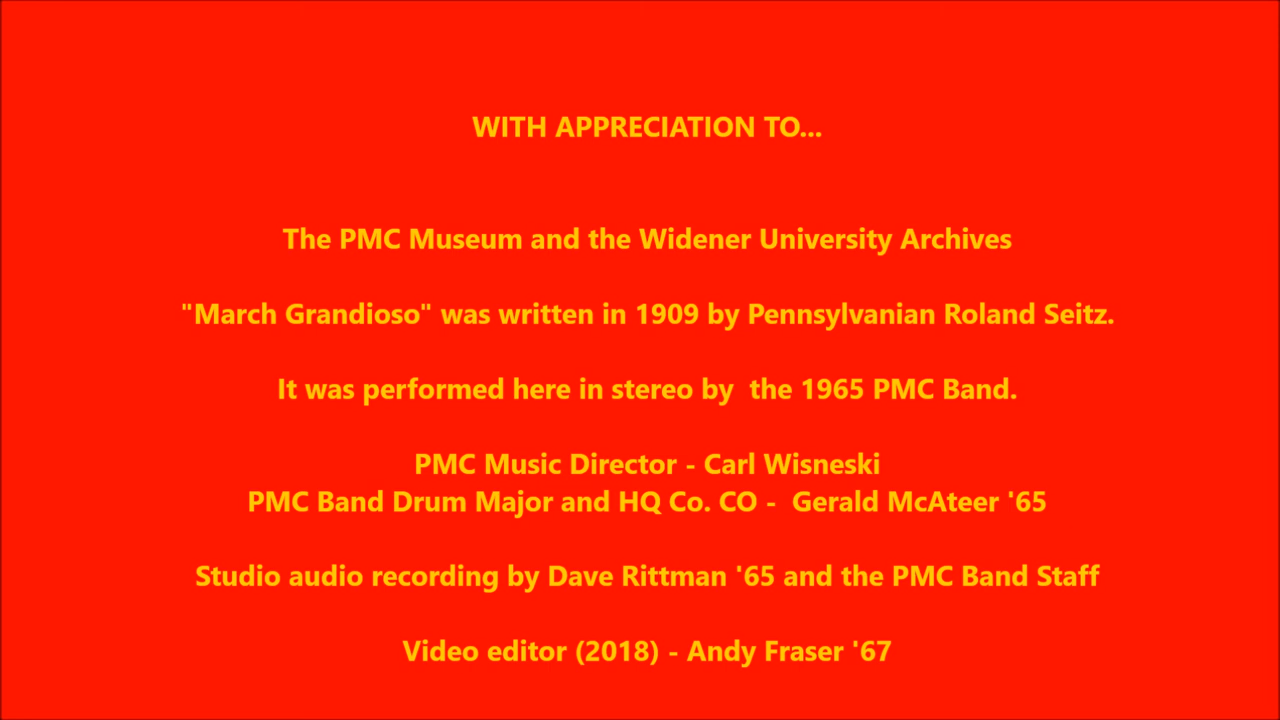 WITH APPRECIATION TO...
The PMC Museum and the Widener University Archives
"March Grandioso" was written in 1909 by Pennsylvanian Roland Seitz.
It was performed here in stereo by  the 1965 PMC Band.
PMC Music Director - Carl Wisneski
PMC Band Drum Major and HQ Co. CO -  Gerald McAteer '65
Studio audio recording by Dave Rittman '65 and the PMC Band Staff
Video editor (2018) - Andy Fraser '67